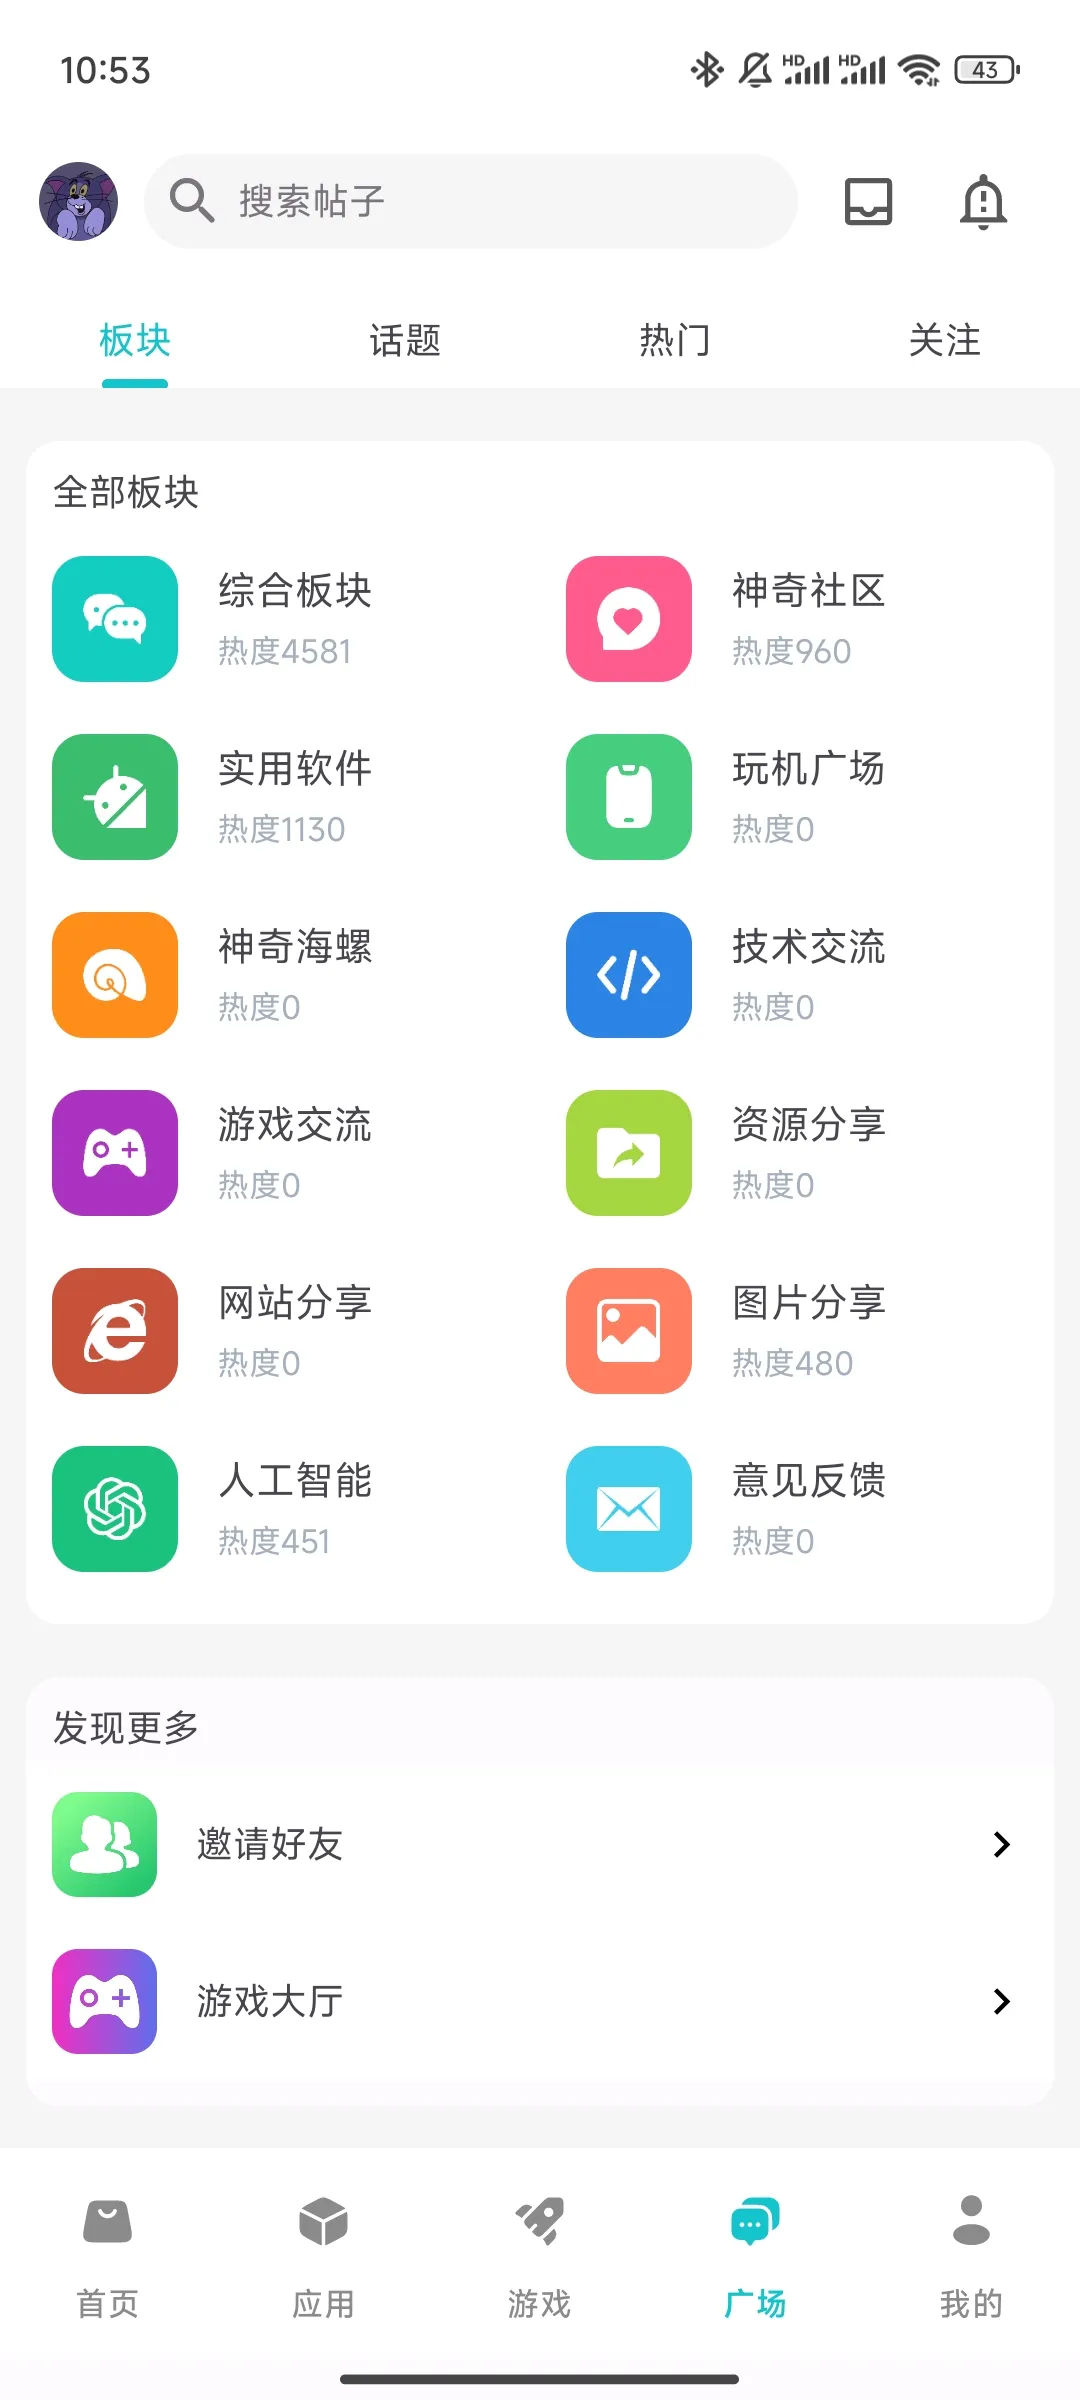 10:53
HD HD 43
搜索帖子
板块 话题 热门 关注
全部板块
综合板块 神奇社区
热度4581 热度960
实用软件 玩机广场
热度1130 热度0
神奇海螺 技术交流
热度0 热度0
游戏交流 资源分享
热度0 热度0
网站分享 图片分享
热度0 热度480
人工智能 意见反馈
热度451 热度0
发现更多
邀请好友
游戏大厅
首页 应用 游戏 广场 我的